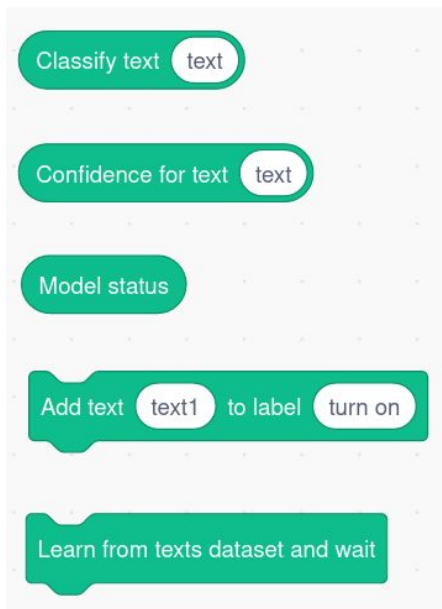 Classify text text
Confidence for text text
Model status
Add text text1 to label turn on
Learn from texts dataset and wait